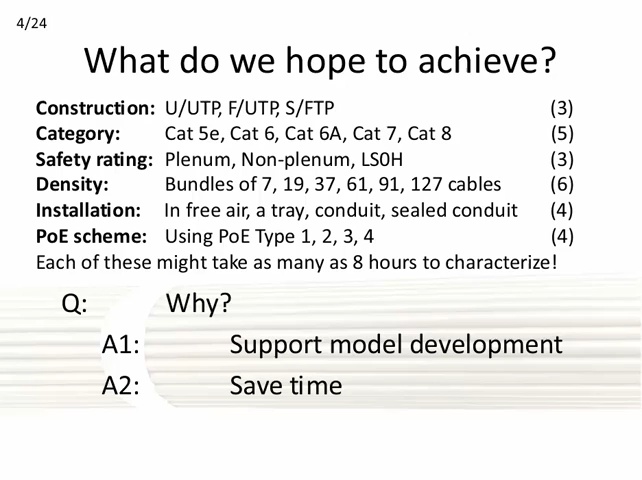 4/24
What do we hope to achieve?
Construction: U/UTP, F/UTP, S/FTP (3)
Category: Cat 5e, Cat 6, Cat 6A, Cat 7, Cat 8 (5)
Safety rating: Plenum, Non-plenum, LS0H (3)
Density: Bundles of 7, 19, 37, 61, 91, 127 cables (6)
Installation: In free air, a tray, conduit, sealed conduit (4)
PoE scheme: Using PoE Type 1, 2, 3, 4 (4)
Each of these might take as many as 8 hours to characterize!
Q: Why?
A1: Support model development
A2: Save time